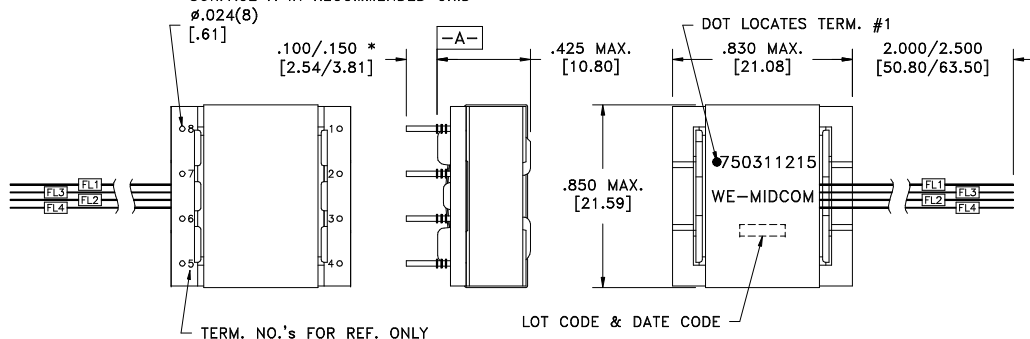 ø.024(8)
[.61]
.100/.150 *
[2.54/3.81]
-A-
.425 MAX.
[10.80]
DOT LOCATES TERM. #1
.830 MAX.
[21.08]
2.000/2.500
[50.80/63.50]
8
1
7
2
6
3
5
4
FL1
FL3
FL2
FL4
.850 MAX.
[21.59]
750311215
WE-MIDCOM
FL1
FL3
FL2
FL4
TERM. NO.'s FOR REF. ONLY
LOT CODE & DATE CODE